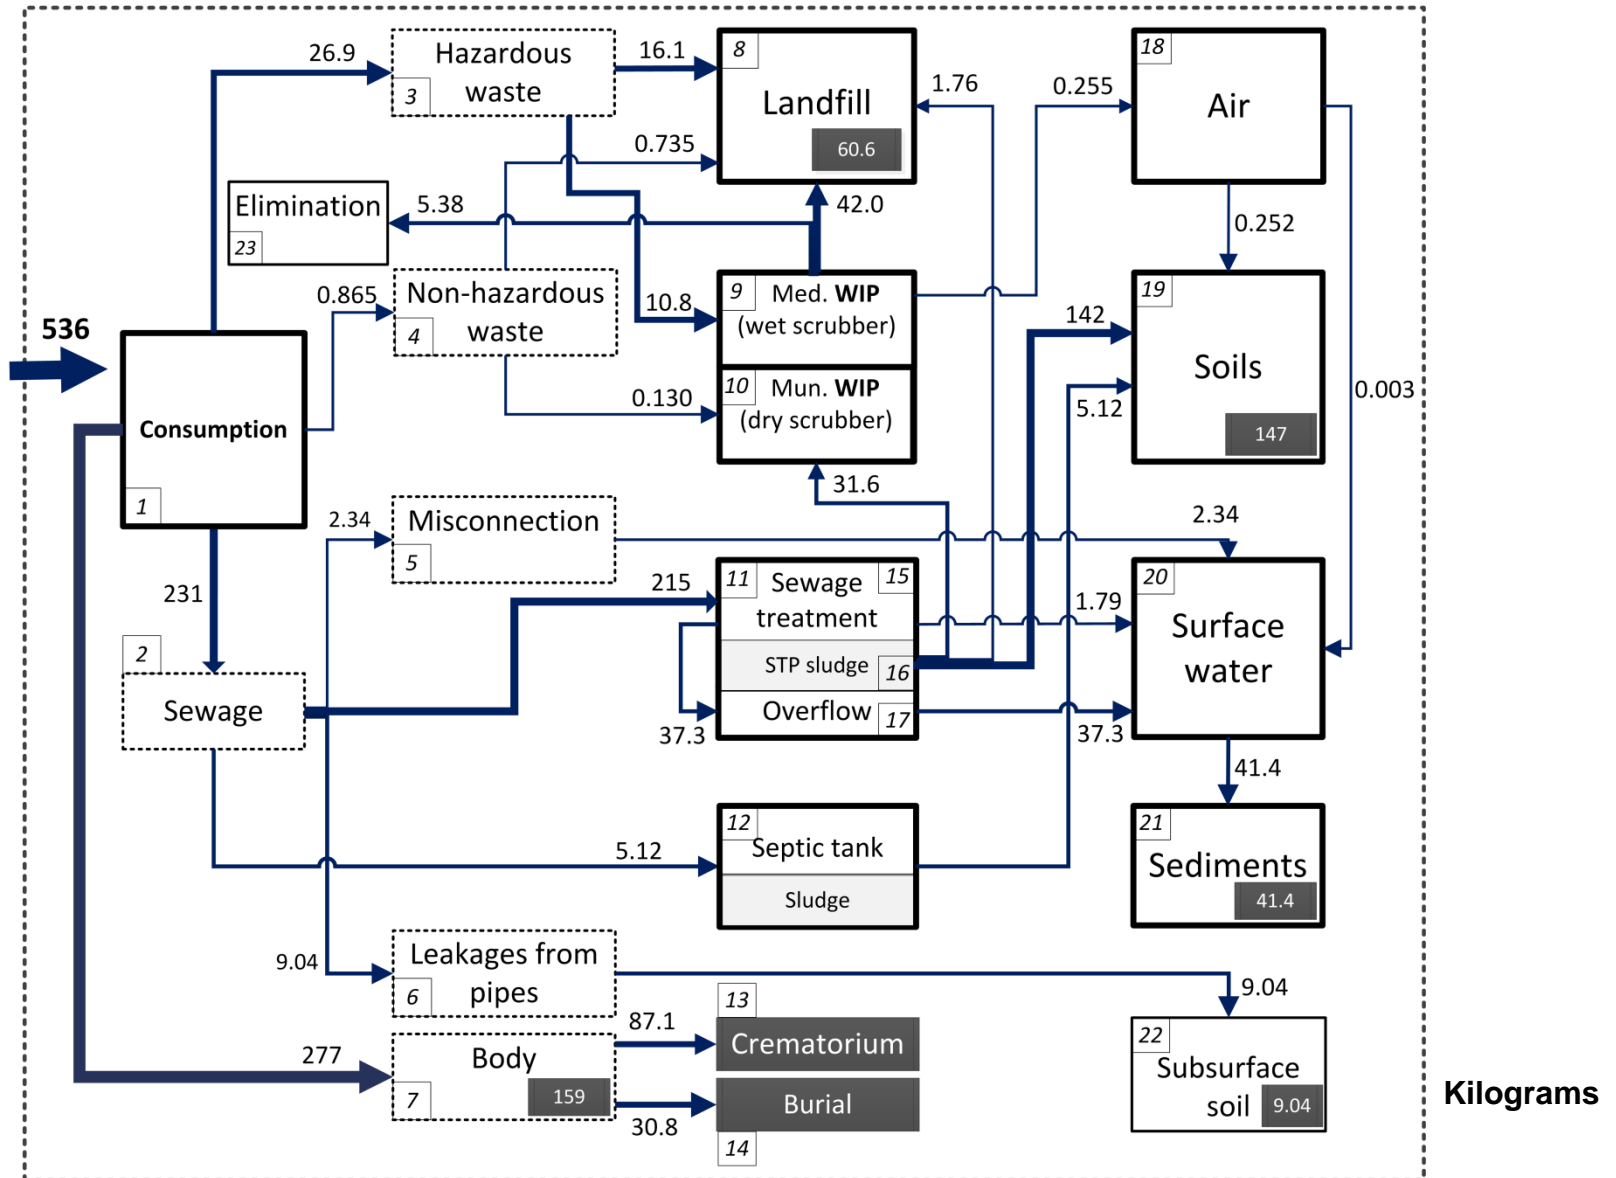 26.9
Hazardous
waste
3
16.1
8
Landfill
60.6
1.76
0.255
18
Air
0.735
Elimination
23
5.38
42.0
0.252
0.865
Non-hazardous
waste
4
10.8
9
Med. WIP
(wet scrubber)
10
Mun. WIP
(dry scrubber)
0.130
142
19
Soils
147
5.12
0.003
536
Consumption
1
31.6
2.34
Misconnection
5
2.34
231
215
11
15
Sewage
treatment
STP sludge
16
Overflow
17
37.3
1.79
20
Surface
water
37.3
2
Sewage
41.4
5.12
12
Septic tank
Sludge
21
Sediments
41.4
9.04
Leakages from
pipes
6
9.04
277
Body
7
159
87.1
13
Crematorium
30.8
Burial
14
22
Subsurface
soil
9.04
Kilograms